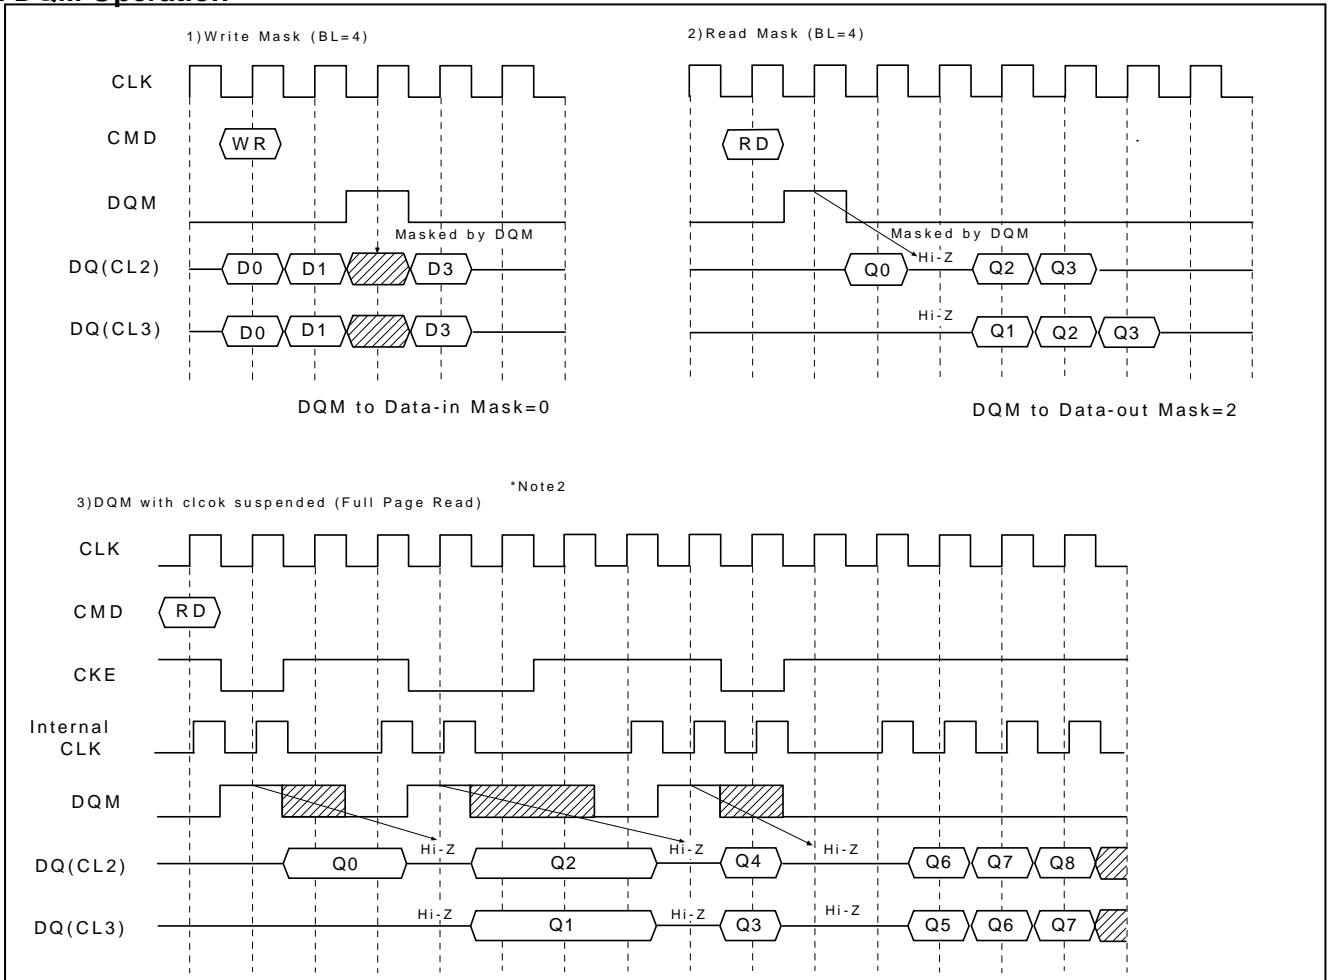 DQM Operation
1)Write Mask (BL=4)
2)Read Mask (BL=4)
CLK
CMD
WR
RD
DQM
Masked by DQM
Masked by DQM
DQ(CL2)
D0
D1
D3
Q0
Hi-Z
Q2
Q3
DQ(CL3)
D0
D1
D3
Hi-Z
Q1
Q2
Q3
DQM to Data-in Mask=0
DQM to Data-out Mask=2
*Note2
3)DQM with clcok suspended (Full Page Read)
CLK
CMD
RD
CKE
Internal
CLK
DQM
DQ(CL2)
Q0
Hi-Z
Q2
Hi-Z
Q4
Hi-Z
Q6
Q7
Q8
DQ(CL3)
Hi-Z
Q1
Hi-Z
Q3
Hi-Z
Q5
Q6
Q7